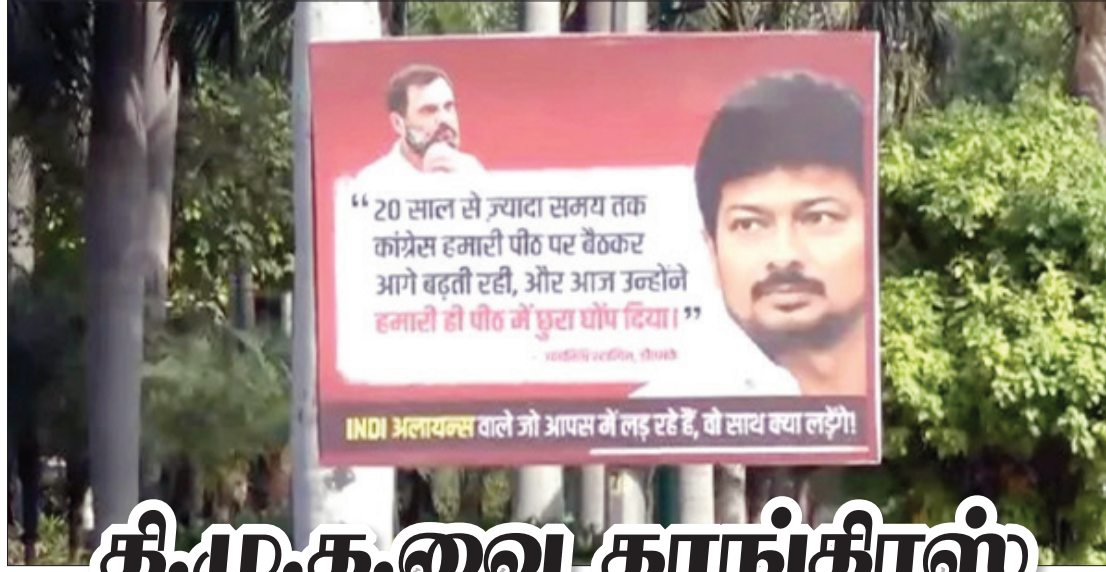 “20 साल से ज़्यादा समय तक
कांग्रेस हमारी पीठ पर बैठकर
आगे बढ़ती रही, और आज उन्होंने
हमारी ही पीठ में छुरा घोंप दिया।”
INDI अलायन्स वाले जो आपस में लड़ रहे हैं, वो साथ क्या लड़ेंगे!
தி.மு.க.வை காங்கிரஸ்